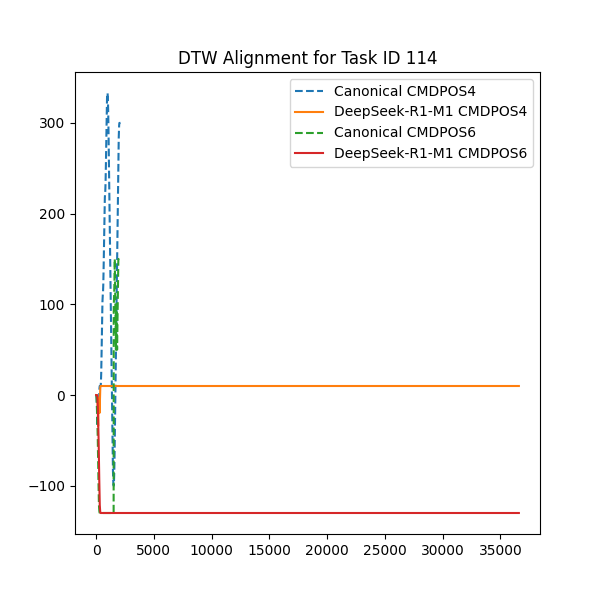 DTW Alignment for Task ID 114
Canonical CMDPOS4
DeepSeek-R1-M1 CMDPOS4
Canonical CMDPOS6
DeepSeek-R1-M1 CMDPOS6
300
200
100
0
−100
0 5000 10000 15000 20000 25000 30000 35000